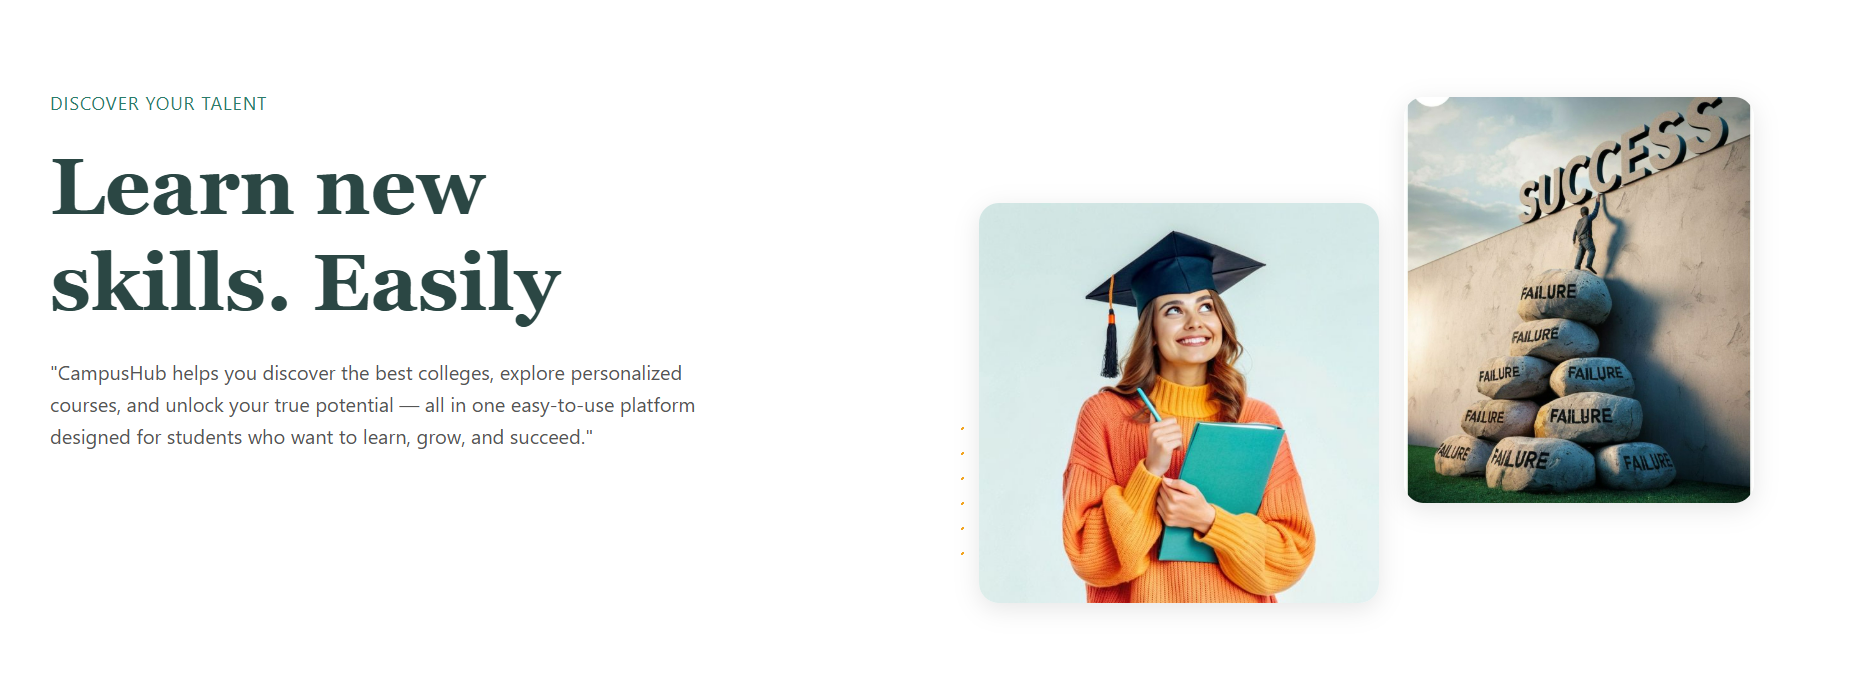 DISCOVER YOUR TALENT
Learn new
skills. Easily
"CampusHub helps you discover the best colleges, explore personalized
courses, and unlock your true potential — all in one easy-to-use platform
designed for students who want to learn, grow, and succeed."
SUCCESS
FAILURE
FAILURE
FAILURE FAILURE
FAILURE FAILURE
FAILURE FAILURE FAILURE